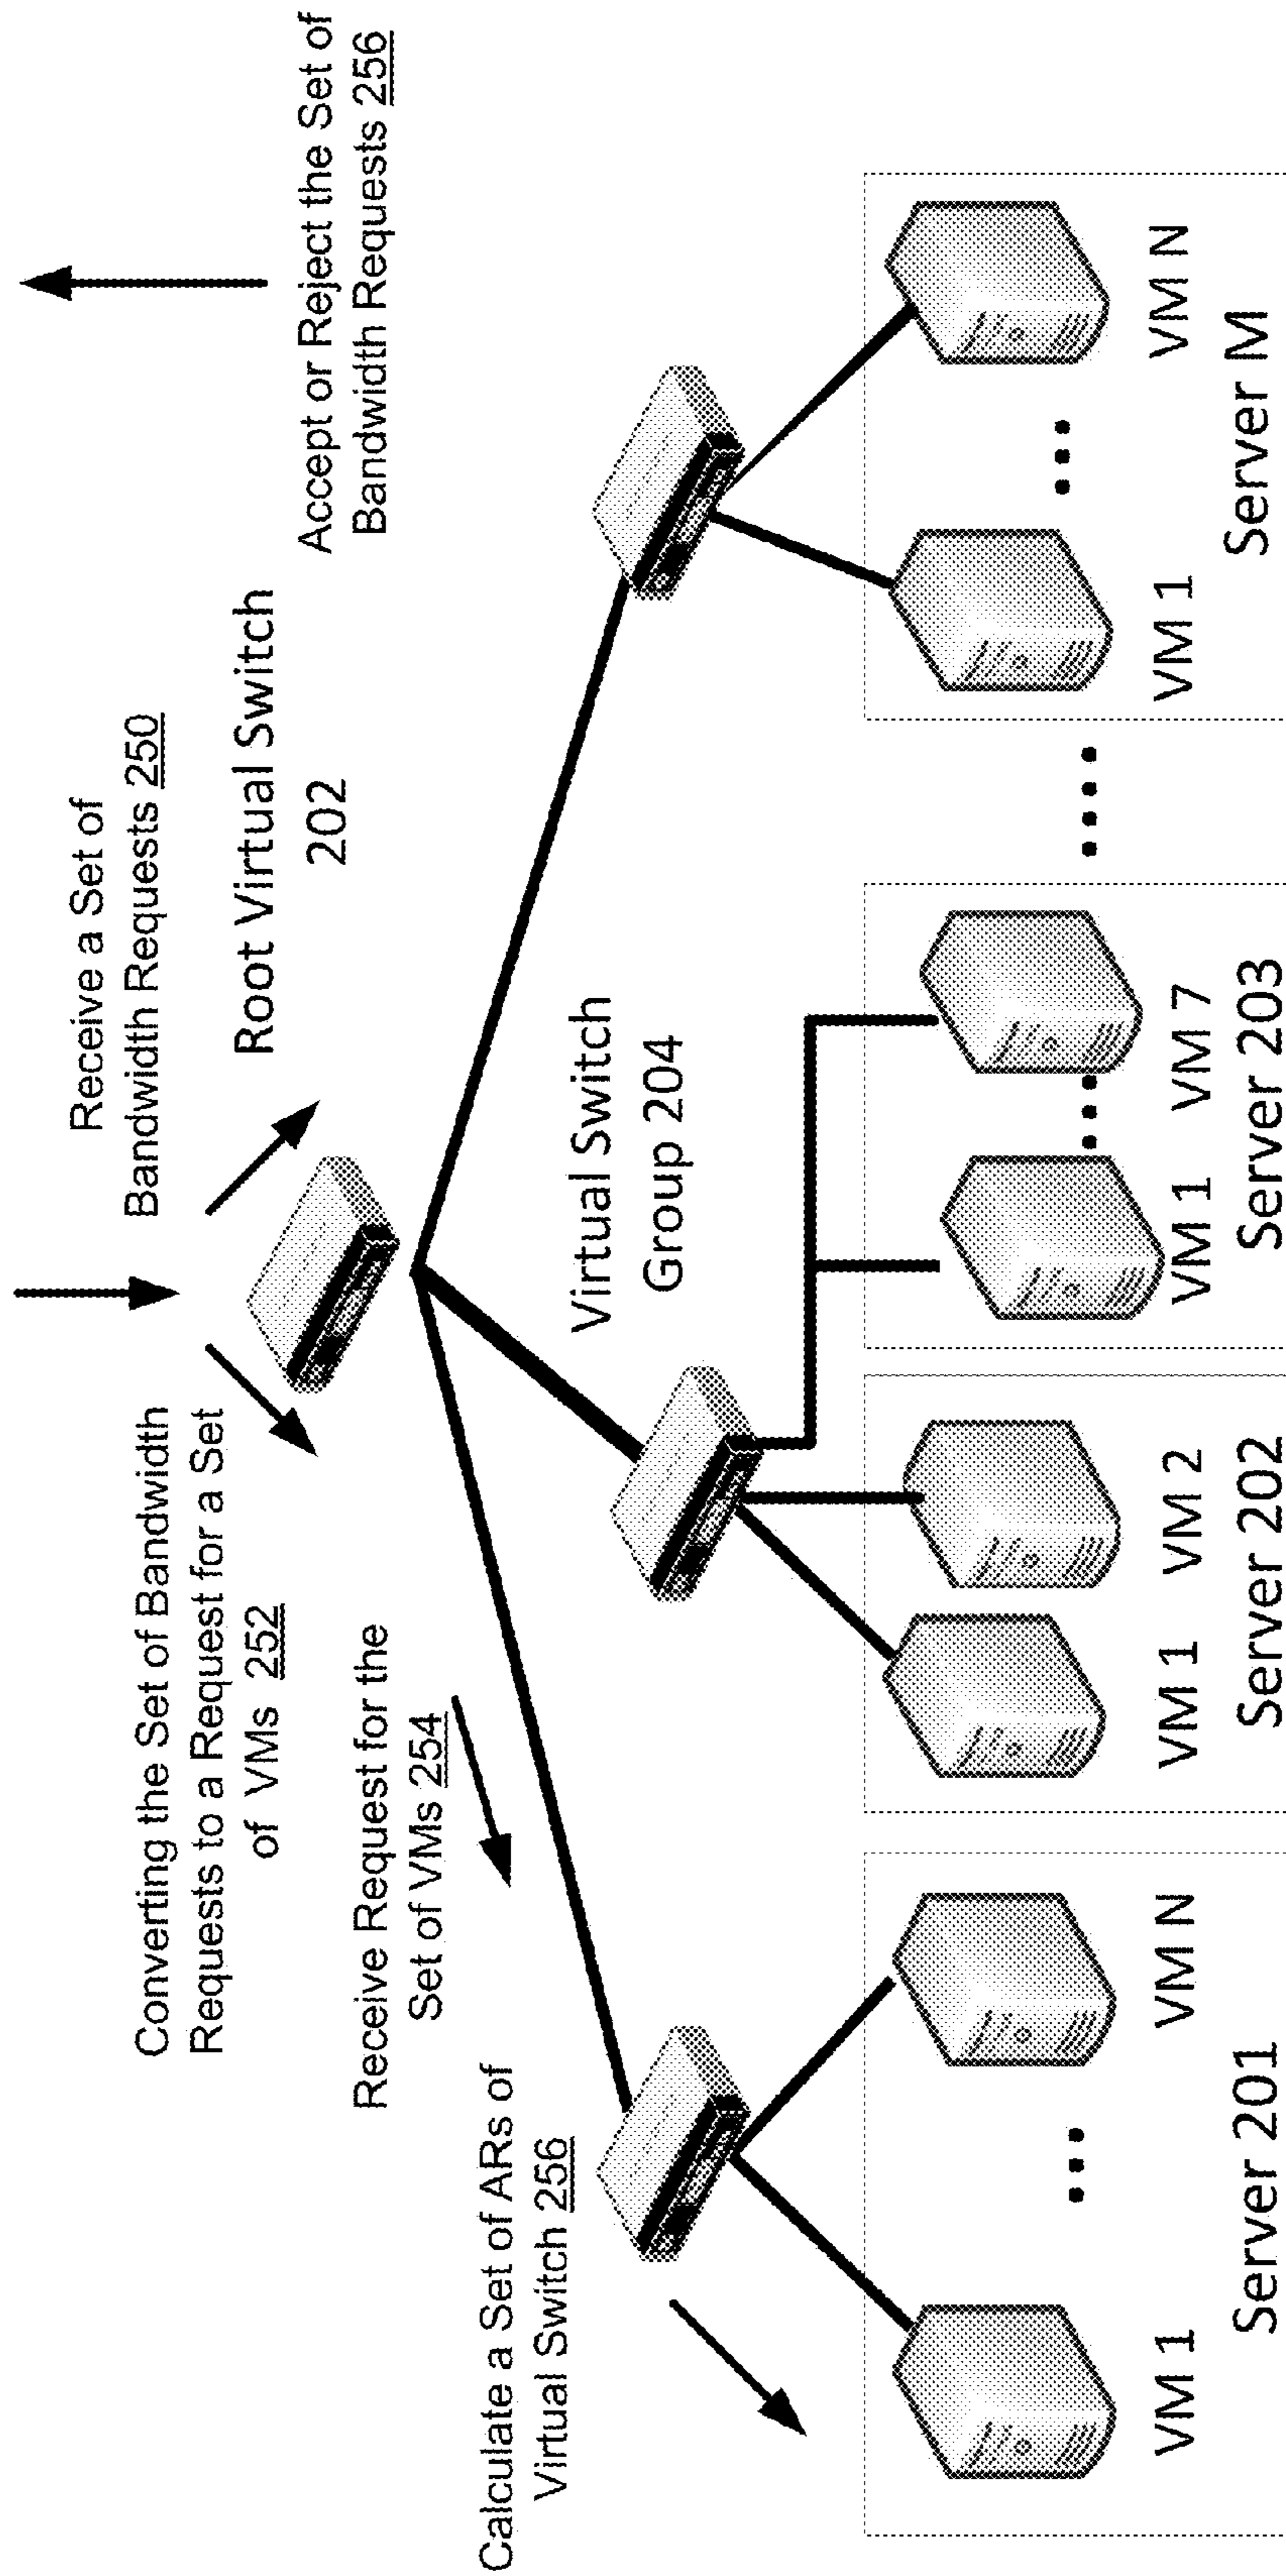 Receive a Set of
Bandwidth Requests 250
Accept or Reject the Set of
Bandwidth Requests 256
Converting the Set of Bandwidth
Requests to a Request for a Set
of VMs 252
Root Virtual Switch
202
Receive Request for the
Set of VMs 254
Calculate a Set of ARs of
Virtual Switch 256
Virtual Switch
Group 204
VM 1
VM N
VM 1
VM 2
VM 1
VM 7
VM 1
VM N
Server 201
Server 202
Server 203
Server M